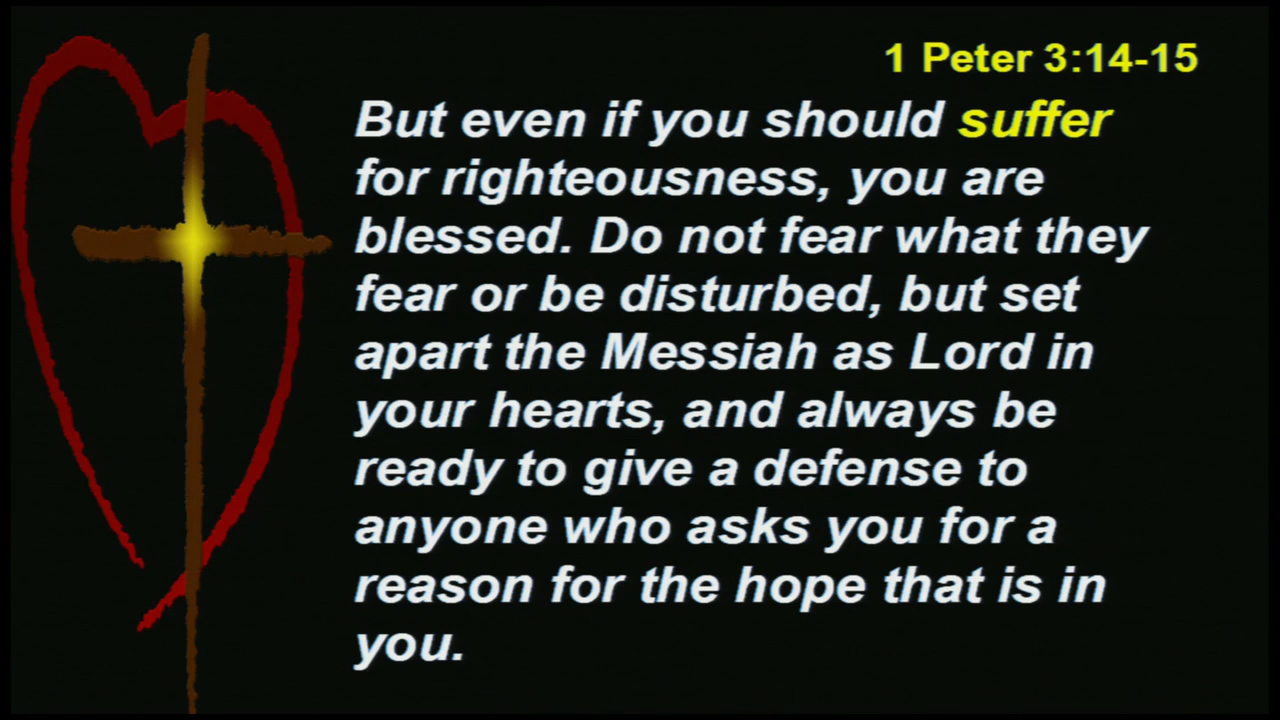 1 Peter 3:14-15
But even if you should suffer
for righteousness, you are
blessed. Do not fear what they
fear or be disturbed, but set
apart the Messiah as Lord in
your hearts, and always be
ready to give a defense to
anyone who asks you for a
reason for the hope that is in
you.